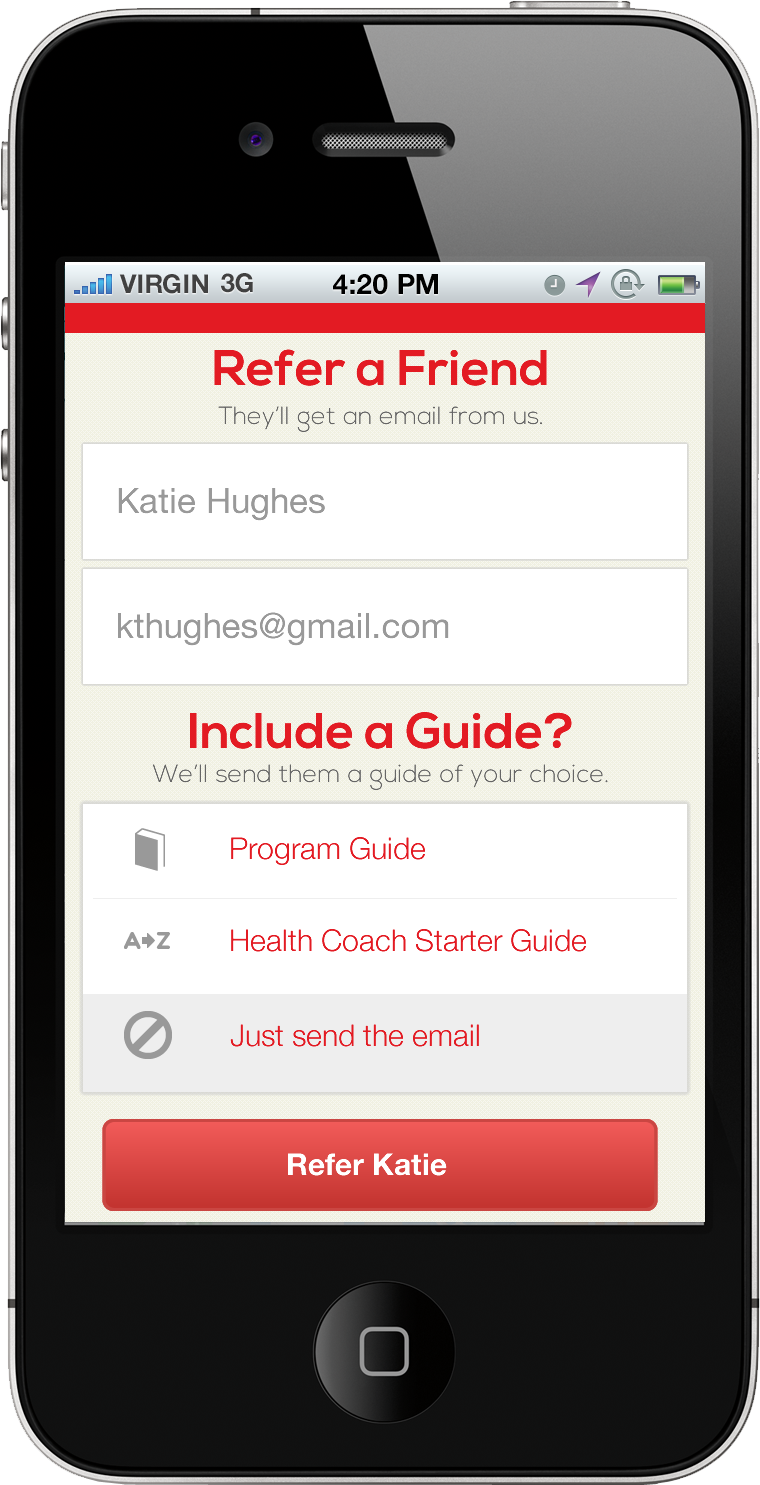 VIRGIN 3G 4:20 PM
Refer a Friend
They'll get an email from us.
Katie Hughes
kthughes@gmail.com
Include a Guide?
We'll send them a guide of your choice.
Program Guide
A➔Z Health Coach Starter Guide
Just send the email
Refer Katie